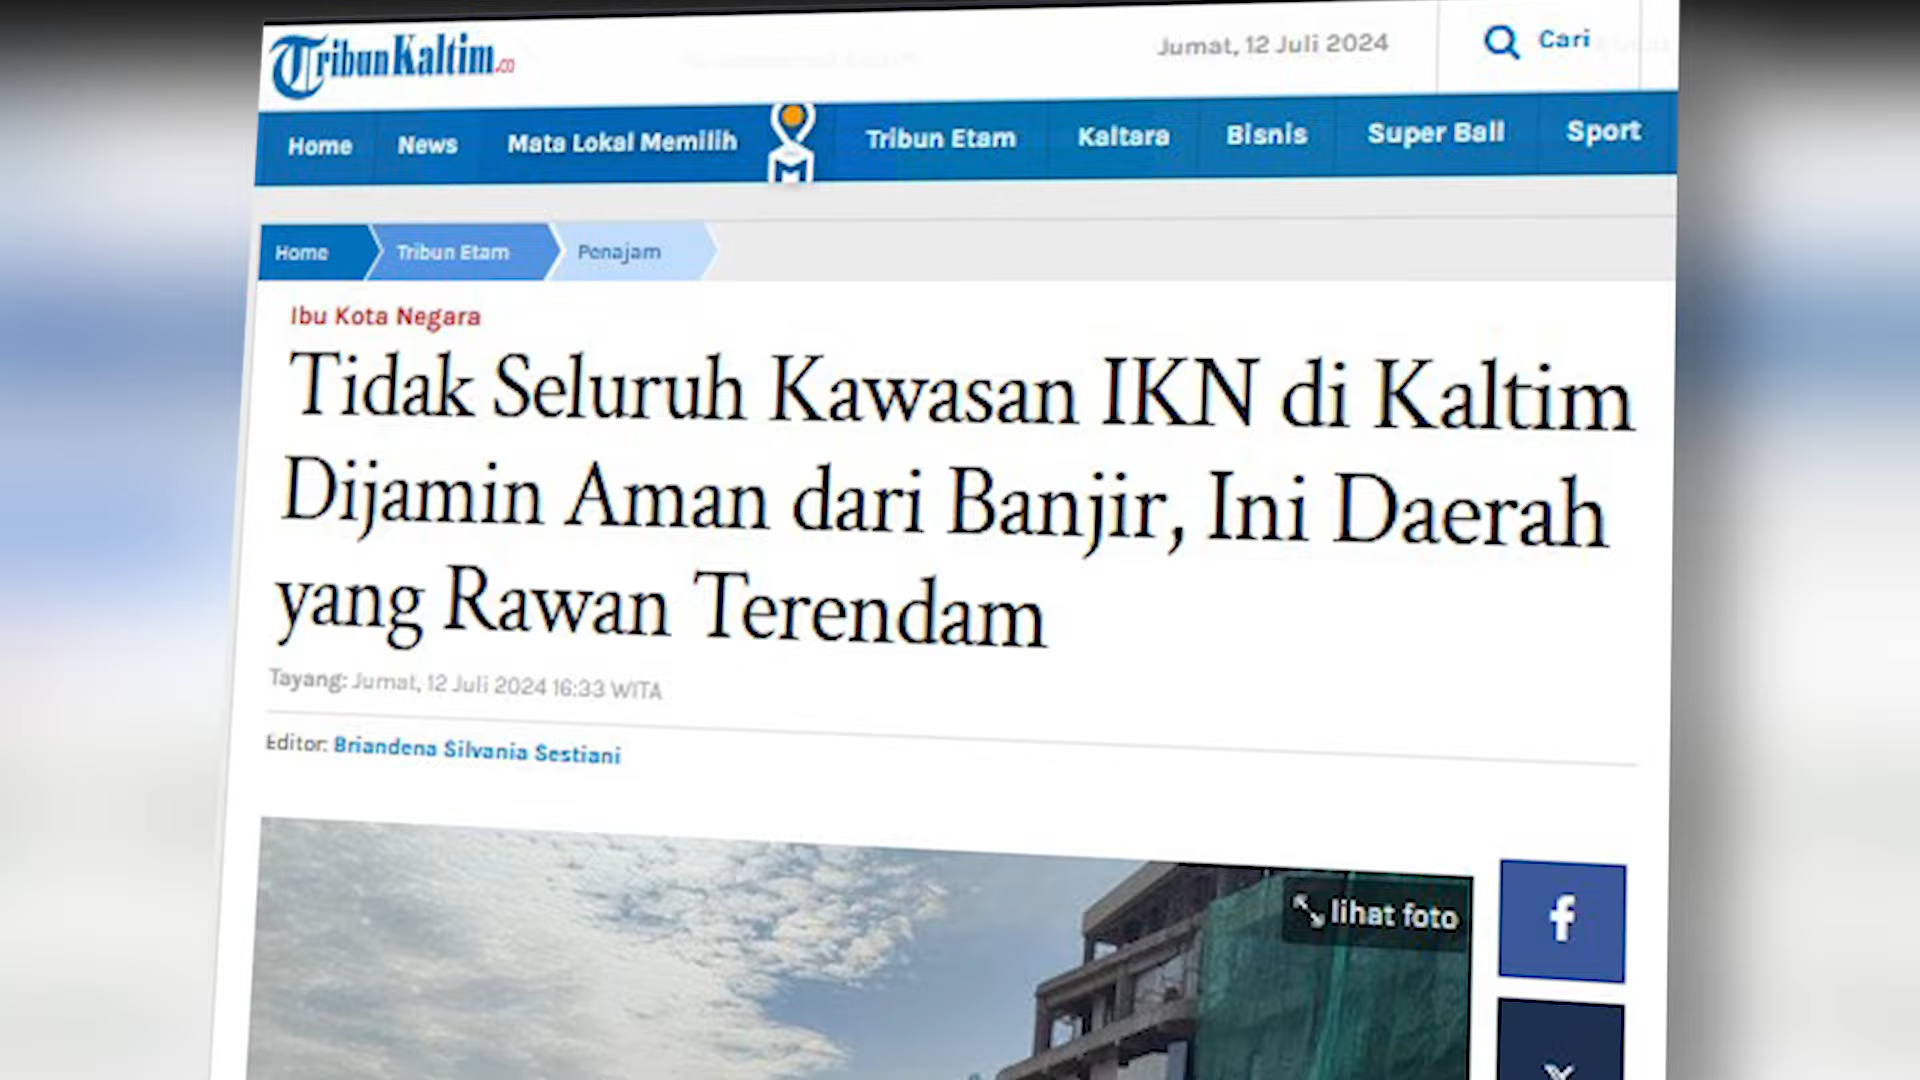 TribunKaltim.co
Jumat, 12 Juli 2024
Cari
Home
News
Mata Lokal Memilih
Tribun Etam
Kaltara
Bisnis
Super Ball
Sport
Home
Tribun Etam
Penajam
Ibu Kota Negara
Tidak Seluruh Kawasan IKN di Kaltim
Dijamin Aman dari Banjir, Ini Daerah
yang Rawan Terendam
Tayang: Jumat, 12 Juli 2024 16:33 WITA
Editor: Briandena Silvania Sestiani
lihat foto